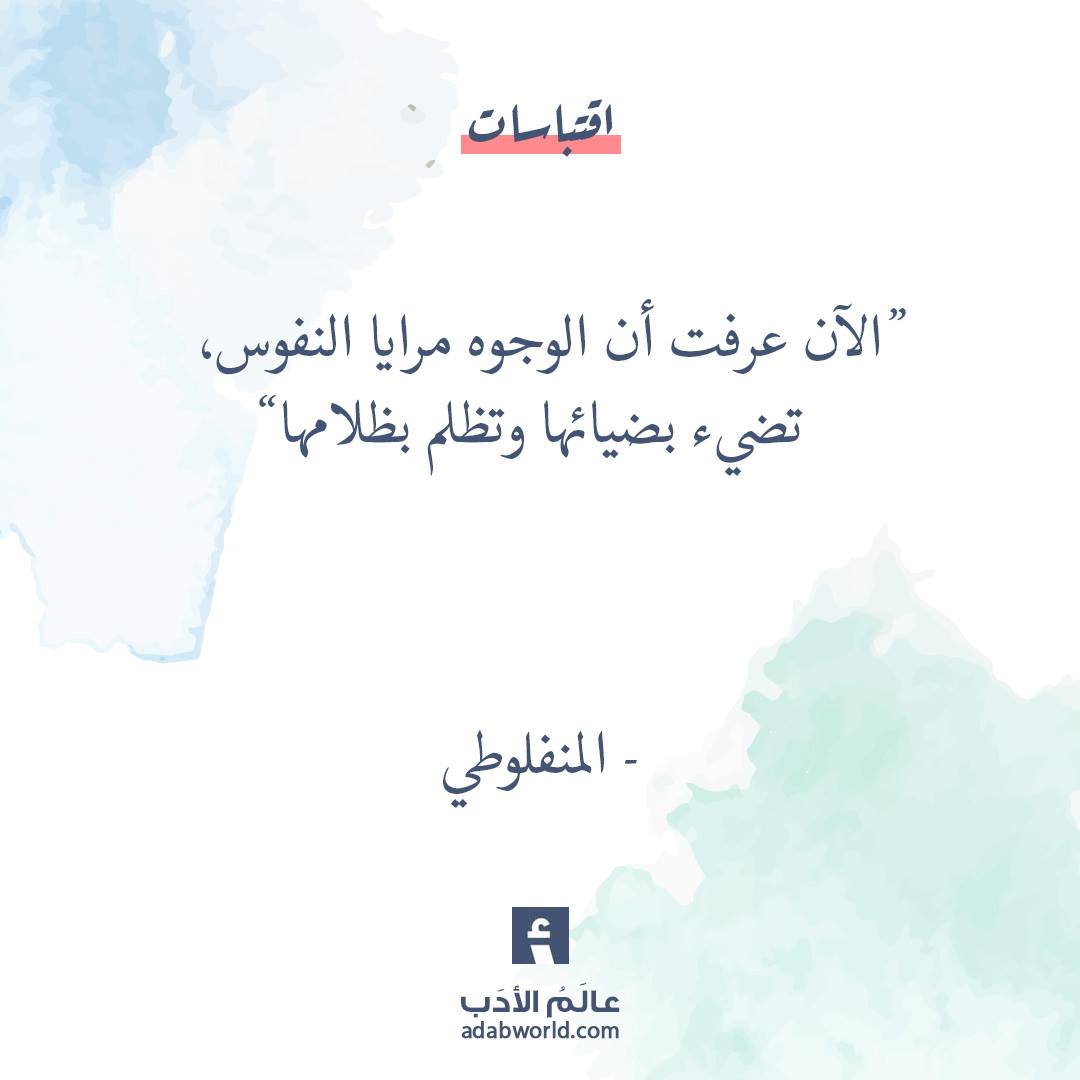 اقتباسات
”الآن عرفت أن الوجوه مرايا النفوس،
تضيء بضيائها وتظلم بظلامها“
- المنفلوطي
أ
عالَمُ الأدَب
adabworld.com